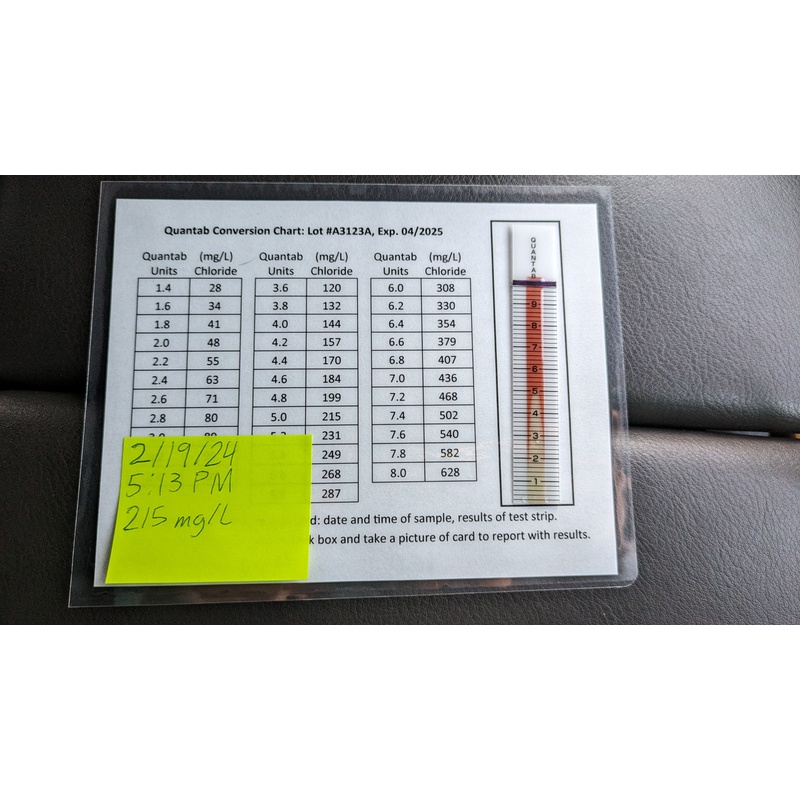 Quantab Conversion Chart: Lot #A3123A, Exp. 04/2025
Quantab (mg/L) Quantab (mg/L) Quantab (mg/L)
Units Chloride Units Chloride Units Chloride
1.4 28 3.6 120 6.0 308
1.6 34 3.8 132 6.2 330
1.8 41 4.0 144 6.4 354
2.0 48 4.2 157 6.6 379
2.2 55 4.4 170 6.8 407
2.4 63 4.6 184 7.0 436
2.6 71 4.8 199 7.2 468
2.8 80 5.0 215 7.4 502
231 7.6 540
249 7.8 582
268 8.0 628
287
date and time of sample, results of test strip.
box and take a picture of card to report with results.
2/19/24
5:13 PM
215 mg/L
QUANTAB
9
8
7
6
5
4
3
2
1